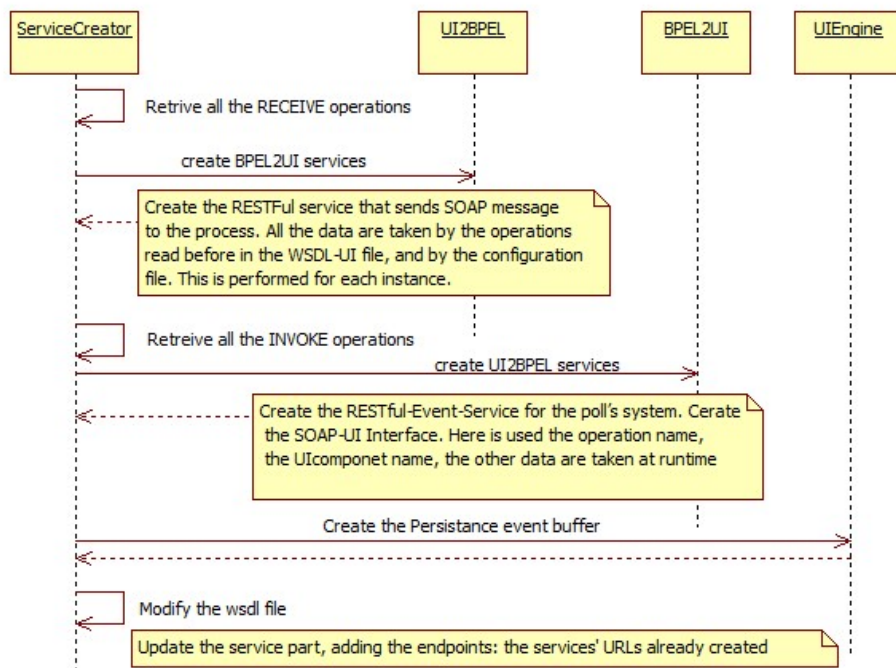 ServiceCreator
UI2BPEL
BPEL2UI
UIEngine
Retrive all the RECEIVE operations
create BPEL2UI services
Create the RESTFul service that sends SOAP message
to the process. All the data are taken by the operations
read before in the WSDL-UI file, and by the configuration
file. This is performed for each instance.
Retreive all the INVOKE operations
create UI2BPEL services
Create the RESTful-Event-Service for the poll's system. Cerate
the SOAP-UI Interface. Here is used the operation name,
the UIcomponet name, the other data are taken at runtime
Create the Persistance event buffer
Modify the wsdl file
Update the service part, adding the endpoints: the services' URLs already created